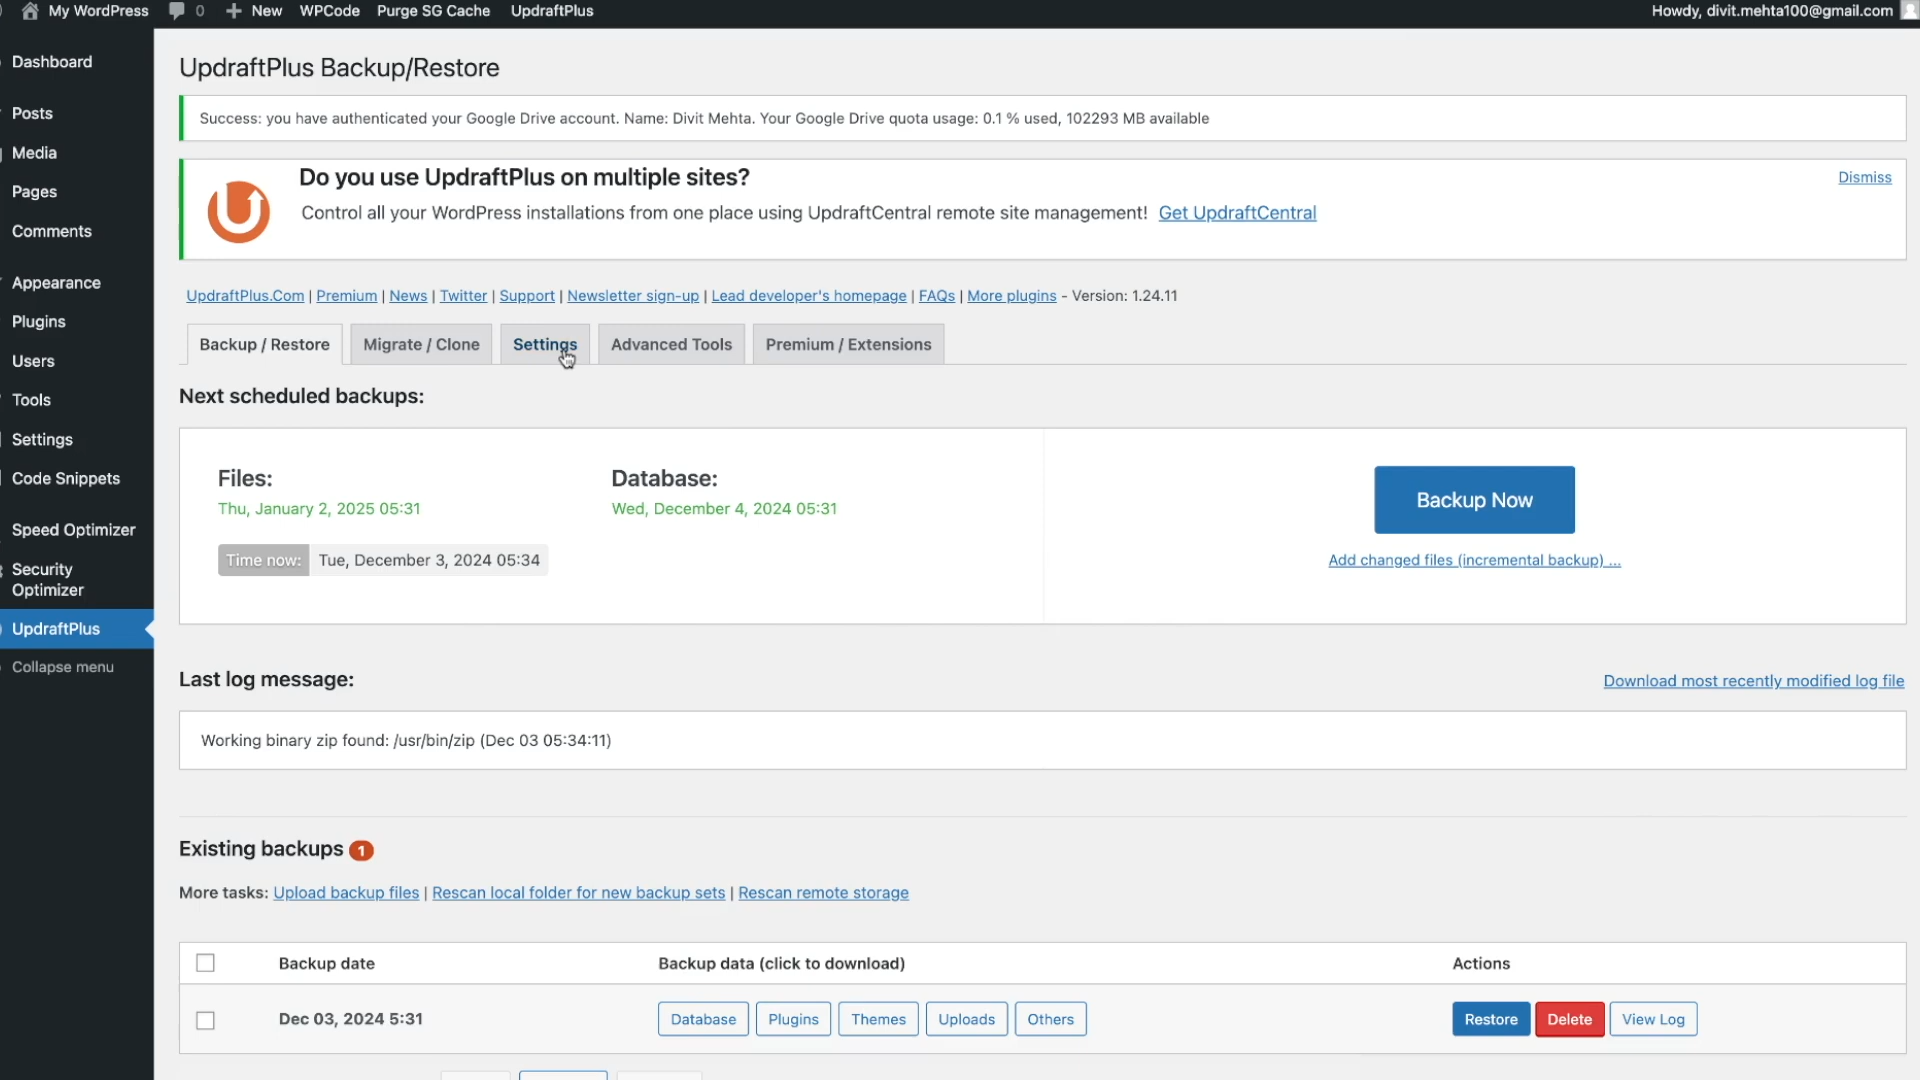 My WordPress 0 New WPCode Purge SG Cache UpdraftPlus Howdy, divit.mehta100@gmail.com
Dashboard
Posts
Media
Pages
Comments
Appearance
Plugins
Users
Tools
Settings
Code Snippets
Speed Optimizer
Security
Optimizer
UpdraftPlus
Collapse menu
UpdraftPlus Backup/Restore
Success: you have authenticated your Google Drive account. Name: Divit Mehta. Your Google Drive quota usage: 0.1 % used, 102293 MB available
Do you use UpdraftPlus on multiple sites?
Dismiss
Control all your WordPress installations from one place using UpdraftCentral remote site management! Get UpdraftCentral
UpdraftPlus.Com | Premium | News | Twitter | Support | Newsletter sign-up | Lead developer's homepage | FAQs | More plugins - Version: 1.24.11
Backup / Restore Migrate / Clone Settings Advanced Tools Premium / Extensions
Next scheduled backups:
Files:
Thu, January 2, 2025 05:31
Database:
Wed, December 4, 2024 05:31
Time now: Tue, December 3, 2024 05:34
Backup Now
Add changed files (incremental backup) ...
Last log message:
Download most recently modified log file
Working binary zip found: /usr/bin/zip (Dec 03 05:34:11)
Existing backups 1
More tasks: Upload backup files | Rescan local folder for new backup sets | Rescan remote storage
Backup date Backup data (click to download) Actions
Dec 03, 2024 5:31 Database Plugins Themes Uploads Others Restore Delete View Log